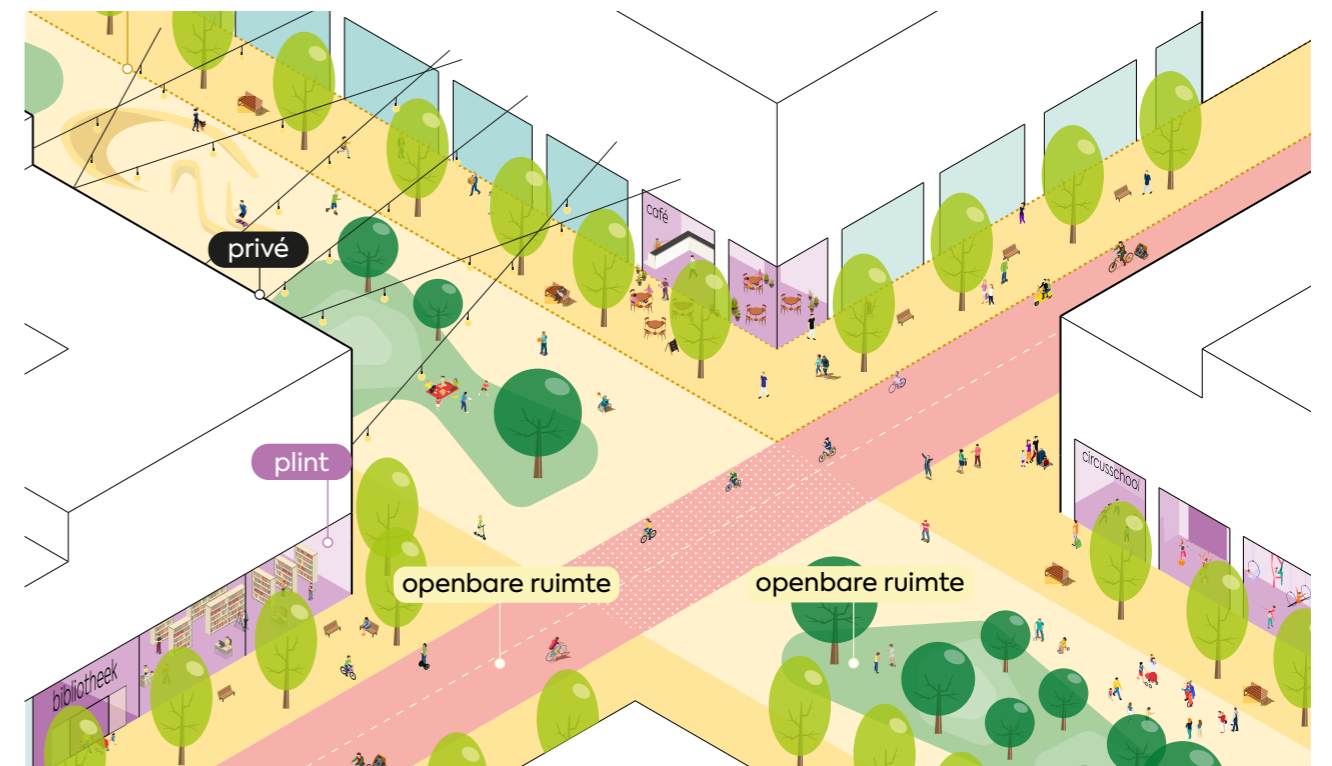 café
privé
plint
circusschool
openbare ruimte
openbare ruimte
bibliotheek